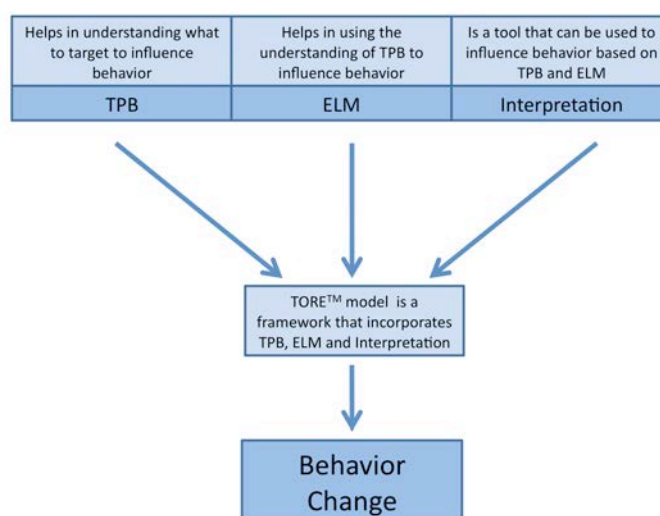 Helps in understanding what
to target to influence
behavior
Helps in using the
understanding of TPB to
influence behavior
Is a tool that can be used to
influence behavior based on
TPB and ELM
TPB
ELM
Interpretation
TORE™ model is a
framework that incorporates
TPB, ELM and Interpretation
Behavior
Change